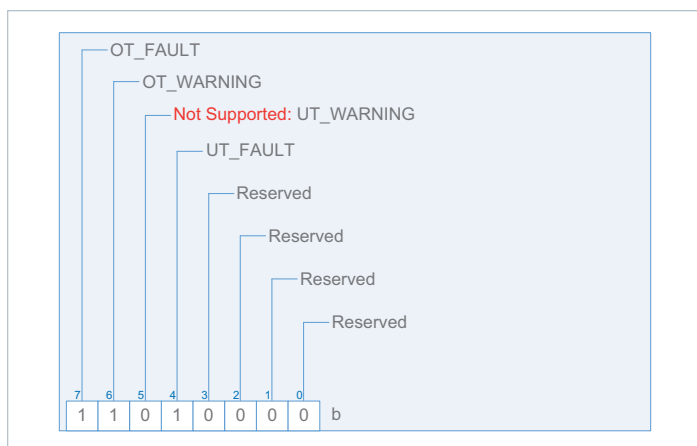 OT_FAULT
OT_WARNING
Not Supported: UT_WARNING
UT_FAULT
Reserved
Reserved
Reserved
Reserved
7 6 5 4 3 2 1 0
1 1 0 1 0 0 0 0 b